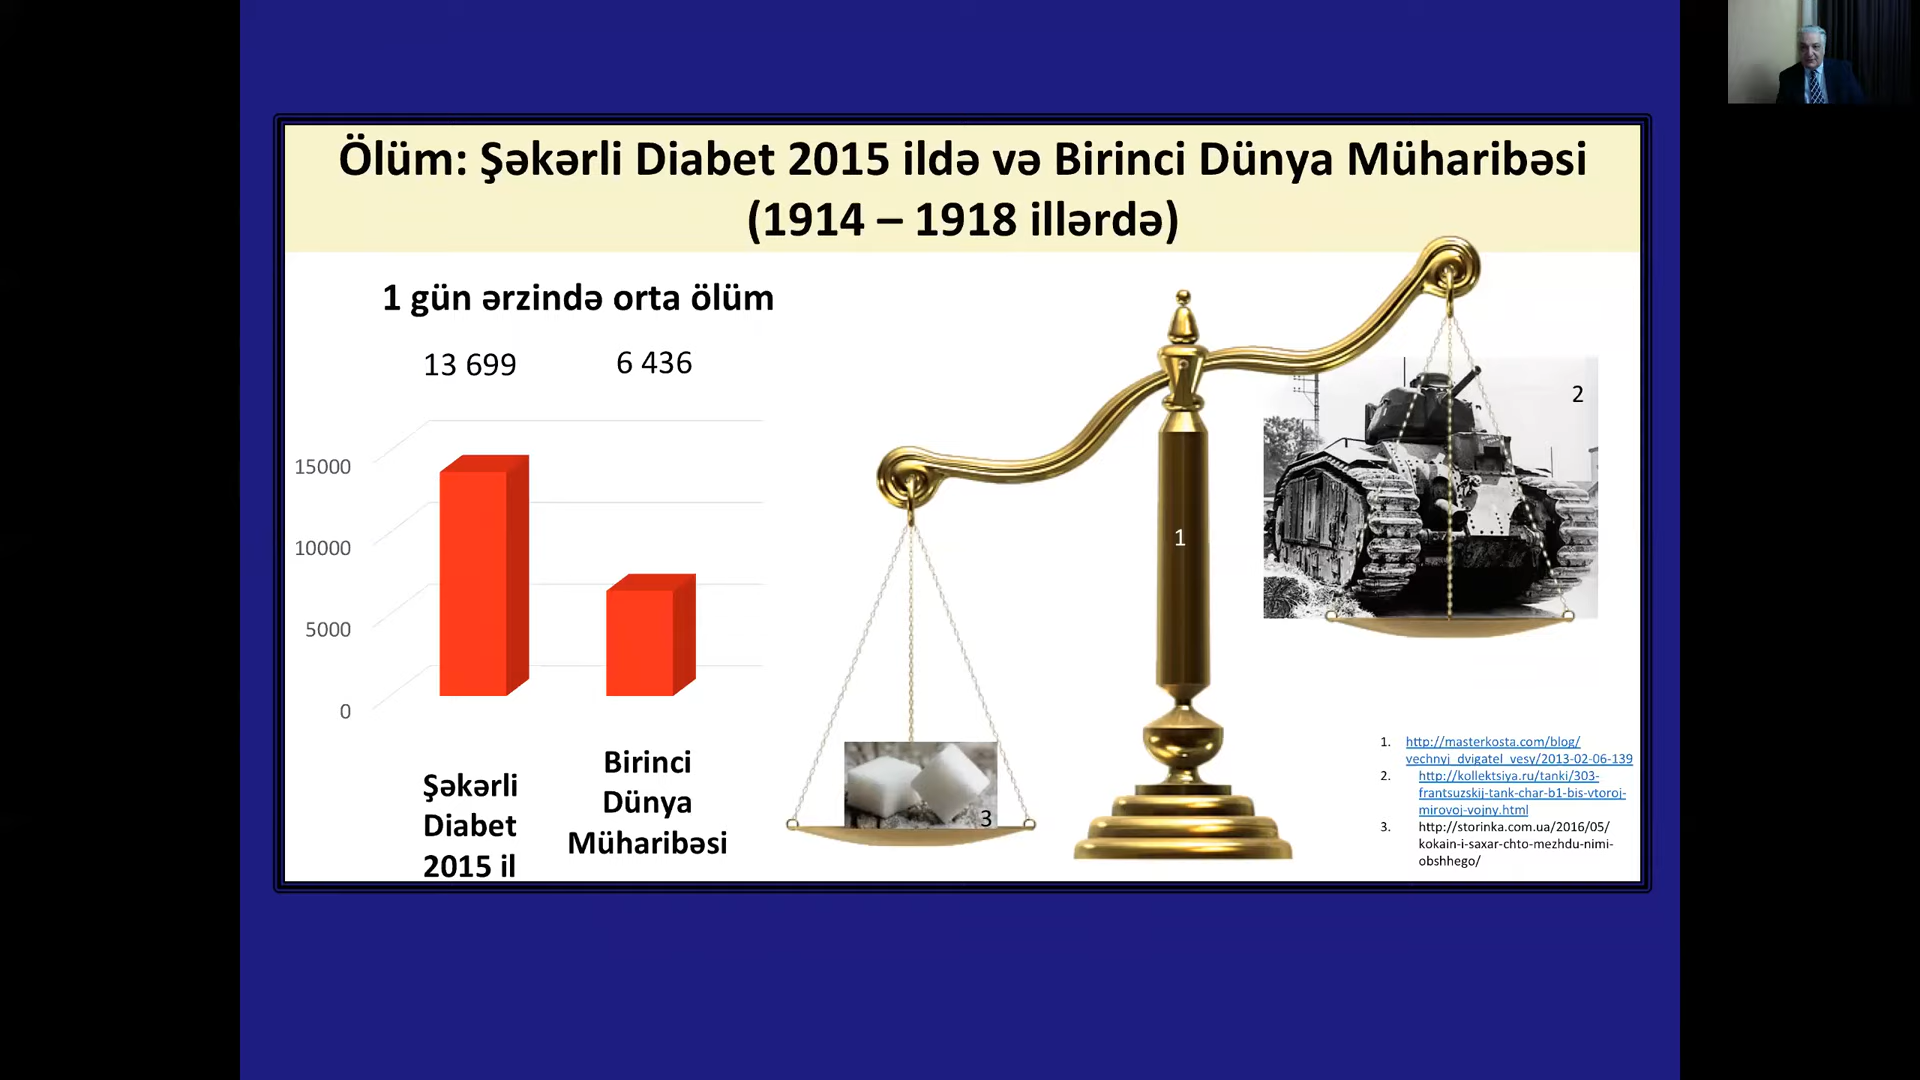 Ölüm: Şəkərli Diabet 2015 ildə və Birinci Dünya Müharibəsi
(1914 – 1918 illərdə)
1 gün ərzində orta ölüm
13 699
6 436
15000
10000
5000
0
Şəkərli
Diabet
2015 il
Birinci
Dünya
Müharibəsi
1
2
3
1. http://masterkosta.com/blog/
vechnyj_dvigatel_vesy/2013-02-06-139
2. http://kollektsiya.ru/tanki/303-
frantsuzskij-tank-char-b1-bis-vtoroj-
mirovoj-vojny.html
3. http://storinka.com.ua/2016/05/
kokain-i-saxar-chto-mezhdu-nimi-
obshhego/